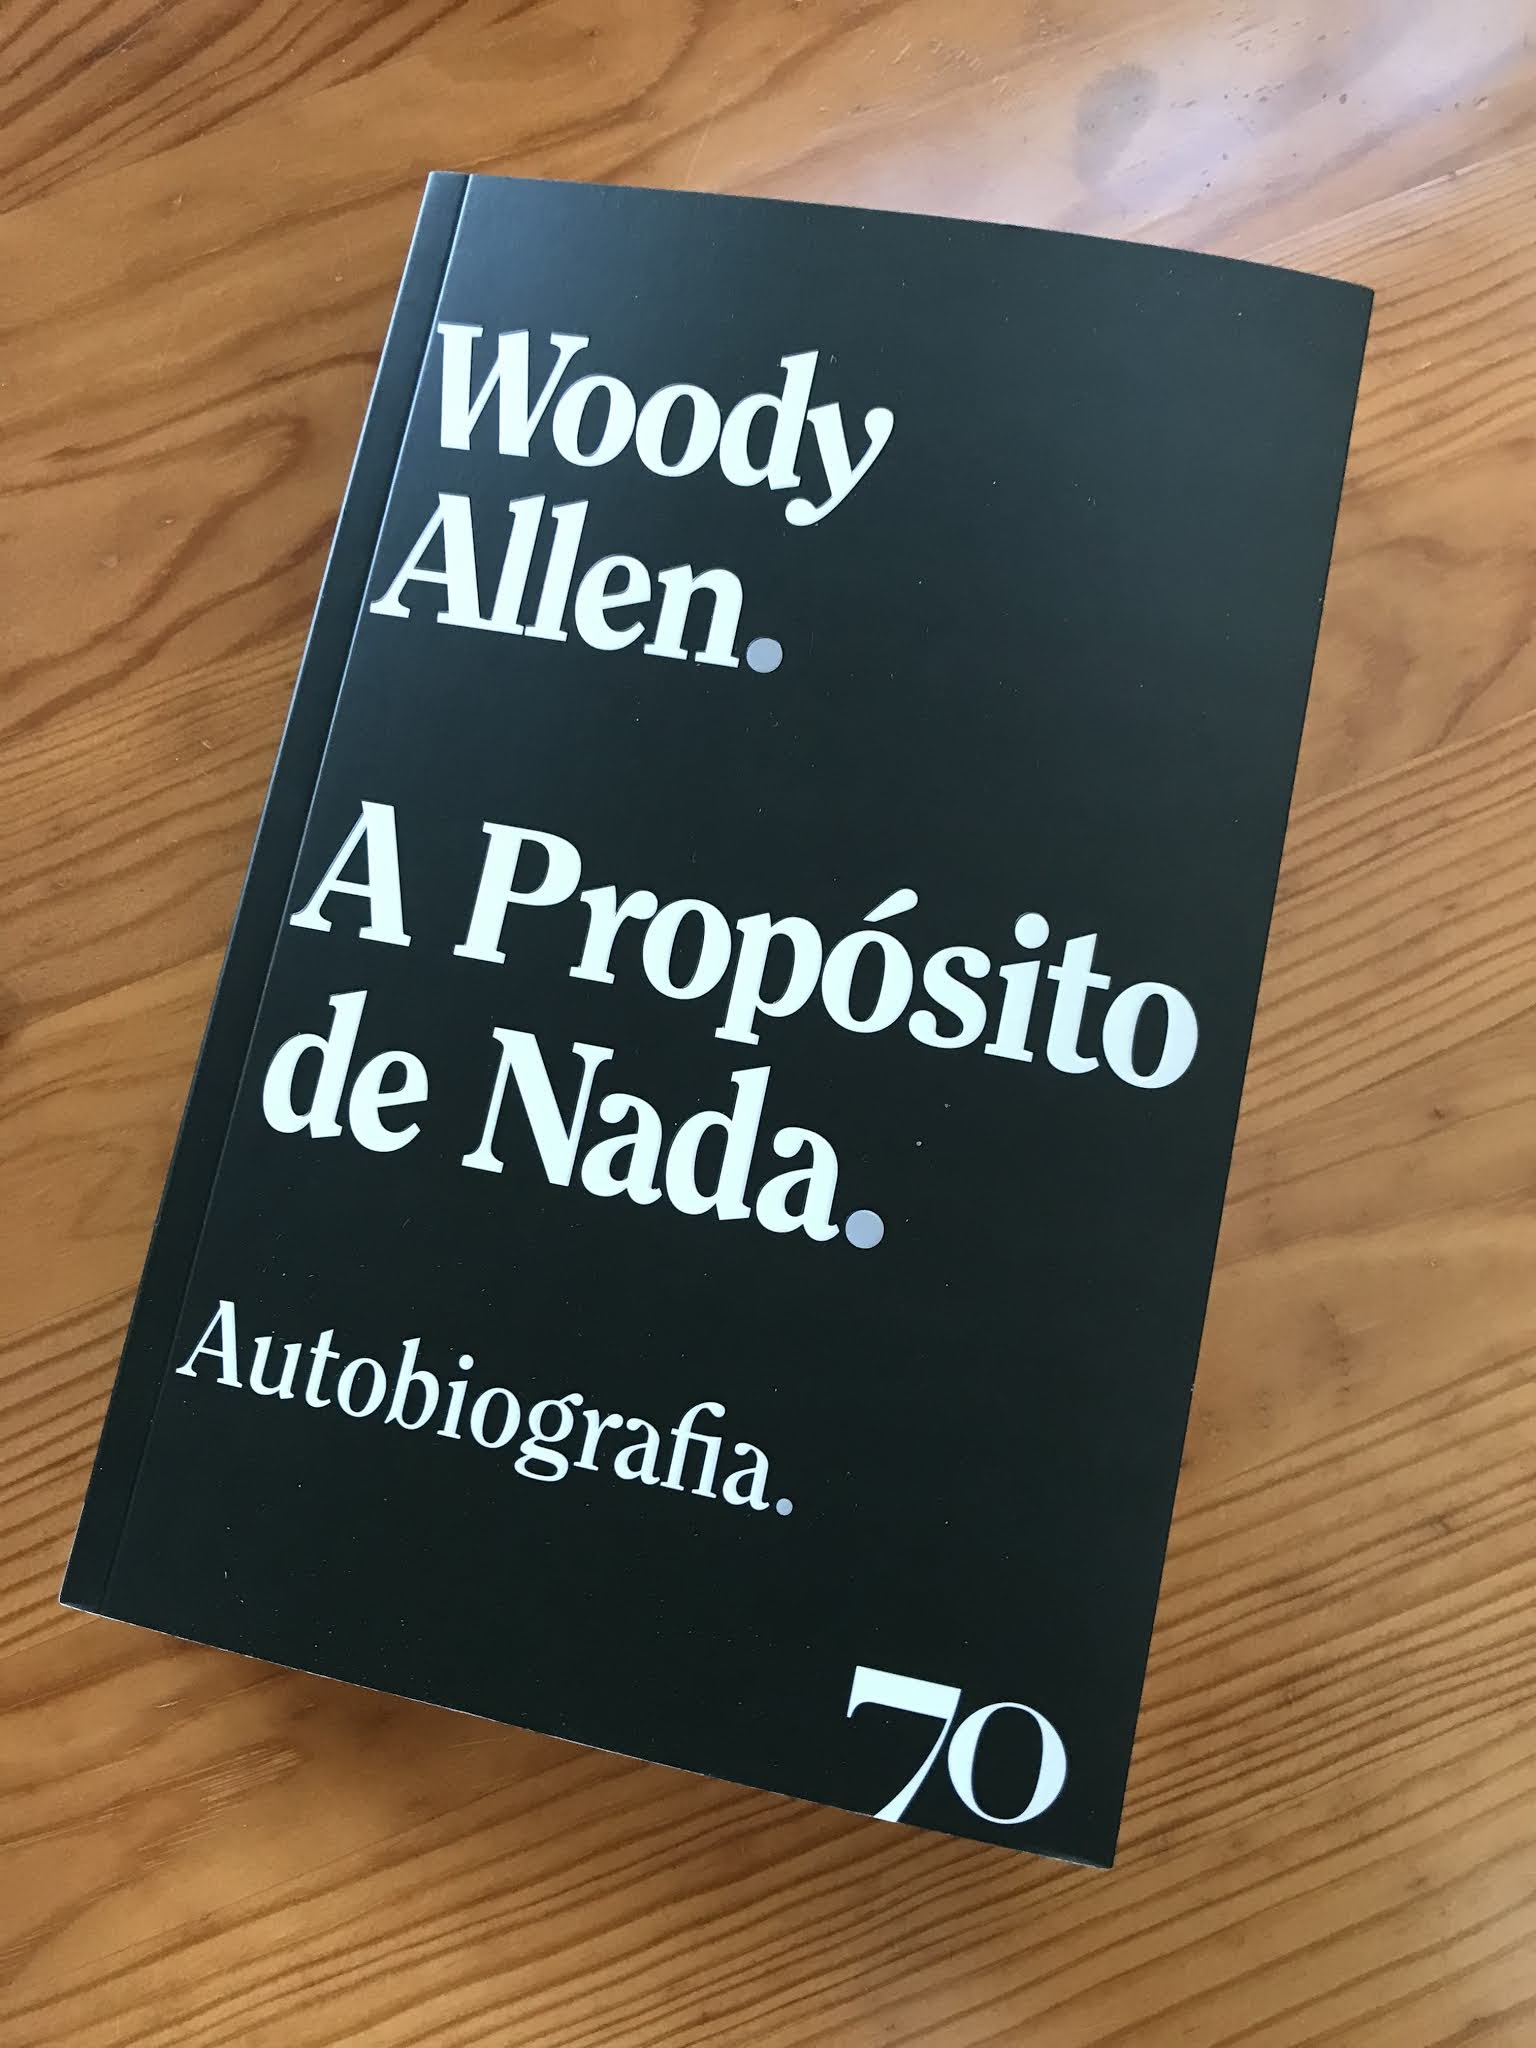 Woody
Allen.
A Propósito
de Nada.
Autobiografia.
70